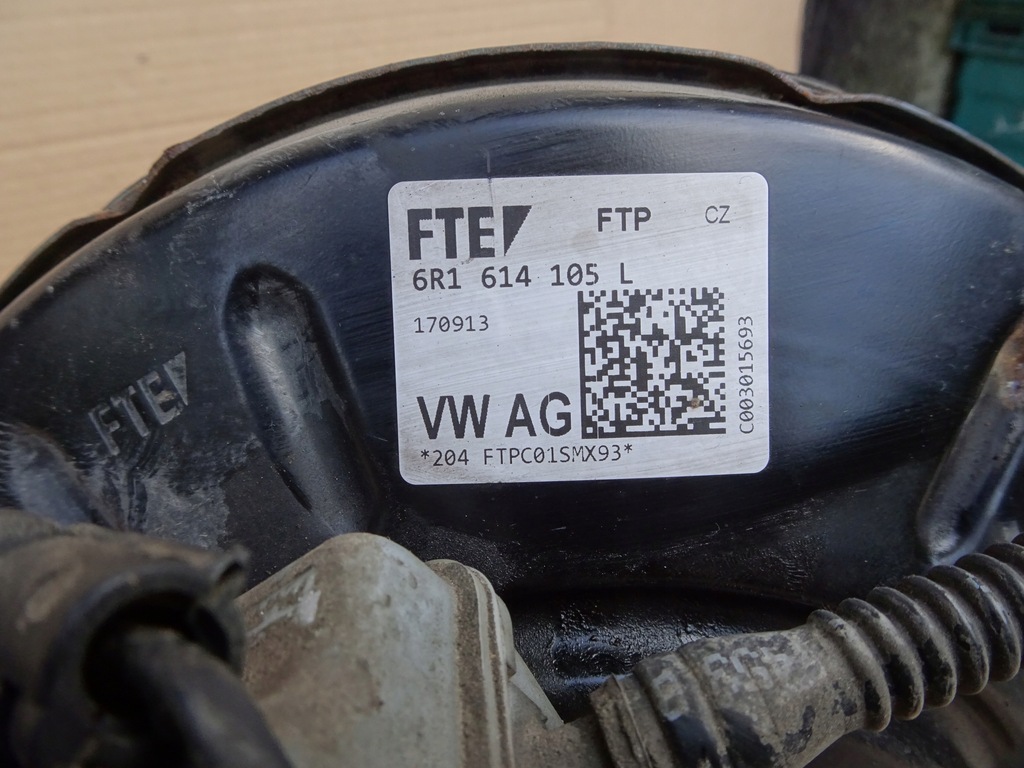 FTE FTP CZ
6R1 614 105 L
170913
VW AG
*204 FTPC01SMX93*
C003015693
FTE